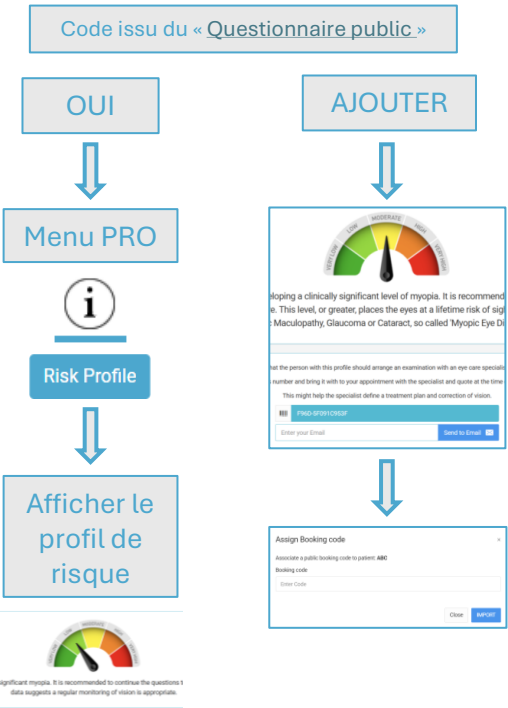 Code issu du « Questionnaire public »
OUI
AJOUTER
Menu PRO
i
Risk Profile
Afficher le
profil de
risque
VERY LOW
LOW
MODERATE
HIGH
VERY HIGH
significant myopia. It is recommended to continue the questions t
data suggests a regular monitoring of vision is appropriate.
VERY LOW
LOW
MODERATE
HIGH
VERY HIGH
eloping a clinically significant level of myopia. It is recommend
e. This level, or greater, places the eyes at a lifetime risk of sigh
Maculopathy, Glaucoma or Cataract, so called 'Myopic Eye Di
hat the person with this profile should arrange an examination with an eye care specialis
number and bring it with to your appointment with the specialist and quote at the time
This might help the specialist define a treatment plan and correction of vision.
Enter your Email
Send to Email
Assign Booking code
×
Associate a public booking code to patient: ABC
Booking code
Enter Code
Close
IMPORT